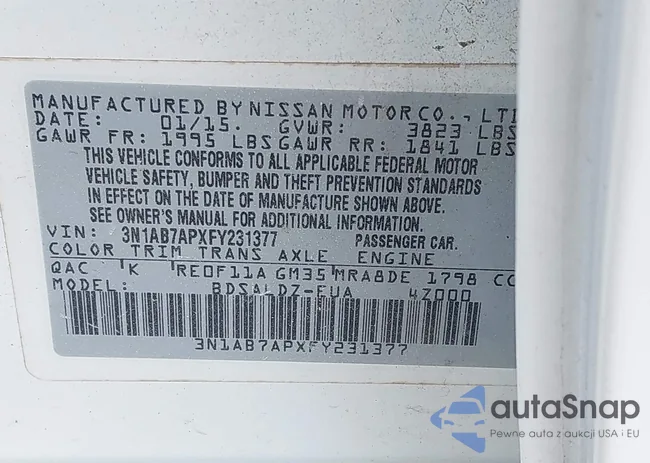 MANUFACTURED BY NISSAN MOTOR CO., LTD
DATE: 01/15. GVWR: 3823 LBS
GAWR FR: 1995 LBS GAWR RR: 1841 LBS
THIS VEHICLE CONFORMS TO ALL APPLICABLE FEDERAL MOTOR
VEHICLE SAFETY, BUMPER AND THEFT PREVENTION STANDARDS
IN EFFECT ON THE DATE OF MANUFACTURE SHOWN ABOVE.
SEE OWNER'S MANUAL FOR ADDITIONAL INFORMATION.
VIN: 3N1AB7APXFY231377 PASSENGER CAR.
COLOR TRIM TRANS AXLE ENGINE
QAC K RE0F11A GM35 MRA8DE 1798 CC
MODEL: BDSALDZ-EUA 4Z000
3N1AB7APXFY231377
autaSnap
Pewne auta z aukcji USA i EU